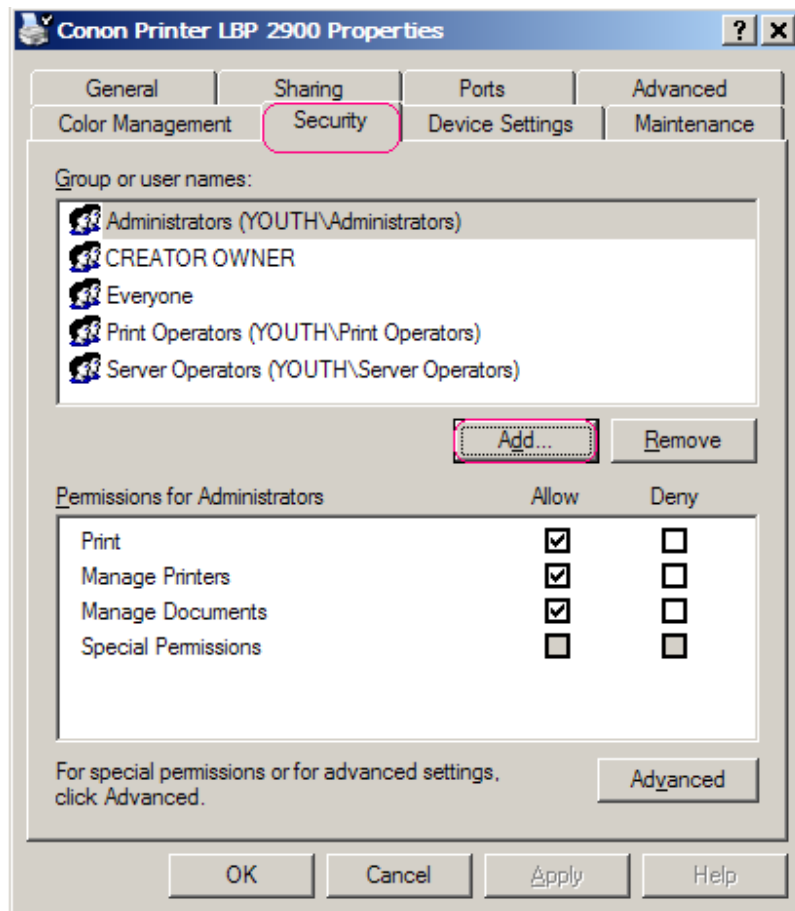 Conon Printer LBP 2900 Properties
General Sharing Ports Advanced
Color Management Security Device Settings Maintenance
Group or user names:
Administrators (YOUTH\Administrators)
CREATOR OWNER
Everyone
Print Operators (YOUTH\Print Operators)
Server Operators (YOUTH\Server Operators)
Add... Remove
Permissions for Administrators Allow Deny
Print
Manage Printers
Manage Documents
Special Permissions
For special permissions or for advanced settings,
click Advanced.
Advanced
OK Cancel Apply Help